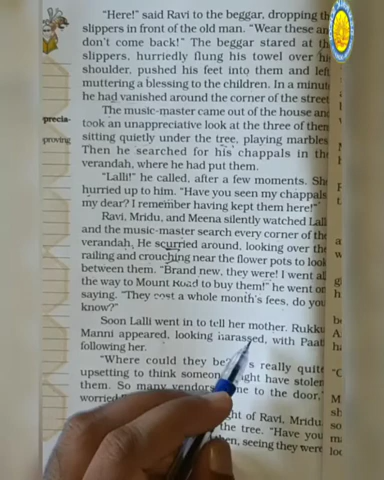 "Here!" said Ravi to the beggar, dropping th
slippers in front of the old man. "Wear these an
don't come back!" The beggar stared at th
slippers, hurriedly flung his towel over hi
shoulder, pushed his feet into them and left
muttering a blessing to the children. In a minut
he had vanished around the corner of the street
The music-master came out of the house and
precia-
took an unappreciative look at the three of them
proving
sitting quietly under the tree, playing marbles
Then he searched for his chappals in the
verandah, where he had put them.
"Lalli!" he called, after a few moments. She
hurried up to him. "Have you seen my chappals
my dear? I remember having kept them here!"
Ravi, Mridu, and Meena silently watched Lall
and the music-master search every corner of the
verandah. He scurried around, looking over the
railing and crouching near the flower pots to look
between them. "Brand new, they were! I went all
the way to Mount Road to buy them!" he went on
saying. "They cost a whole month's fees, do you
know?"
Soon Lalli went in to tell her mother. Rukku
Manni appeared, looking harassed, with Paat
following her.
"Where could they be? s really quite
upsetting to think someon ght have stolen
them. So many vendors me to the door,"
worried
ht of Ravi, Mridu
the tree. "Have you
en, seeing they were